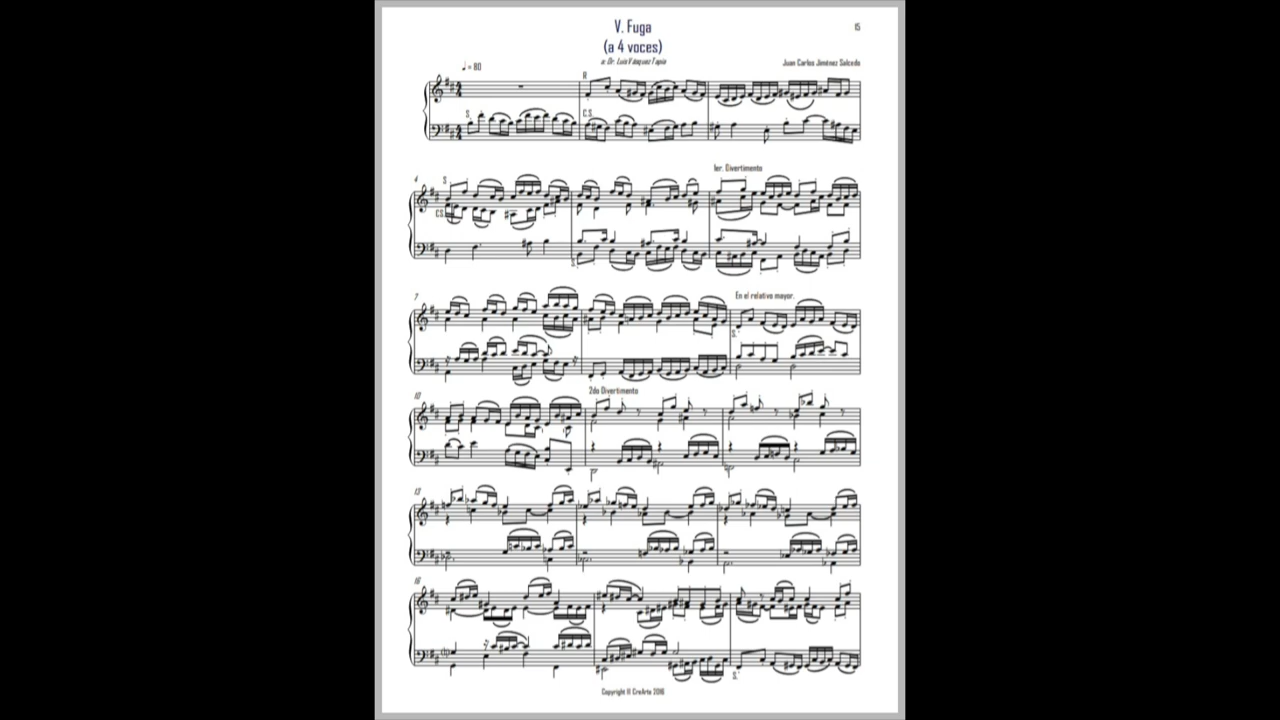 V. Fuga
15
(a 4 voces)
a: Dr. Luis Vásquez Tapia
♩ = 80
Juan Carlos Jiménez Salcedo
R
S.
C.S.
4
S
1er. Divertimento
C.S.
S.
7
En el relativo mayor.
S.
10
2do Divertimento
13
16
S.
Copyright © CreArte 2016